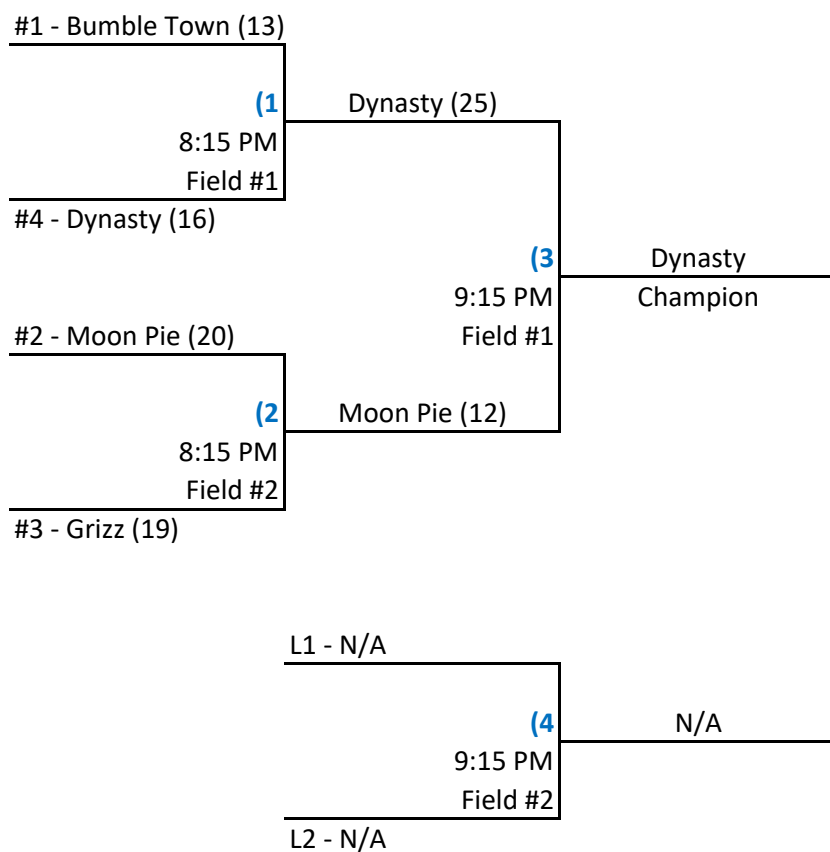 #1 - Bumble Town (13)
(1
Dynasty (25)
8:15 PM
Field #1
#4 - Dynasty (16)
(3
Dynasty
9:15 PM
Champion
Field #1
#2 - Moon Pie (20)
(2
Moon Pie (12)
8:15 PM
Field #2
#3 - Grizz (19)
L1 - N/A
(4
N/A
9:15 PM
Field #2
L2 - N/A